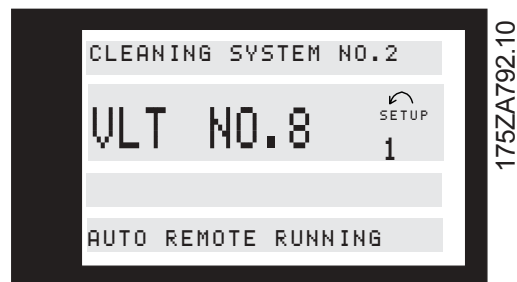 CLEANING SYSTEM NO.2
VLT NO.8
SETUP
1
AUTO REMOTE RUNNING
175ZA792.10